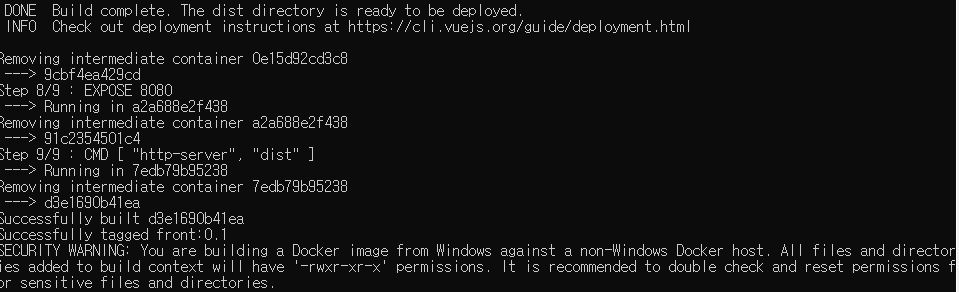 DONE  Build complete. The dist directory is ready to be deployed.
INFO  Check out deployment instructions at https://cli.vuejs.org/guide/deployment.html
Removing intermediate container 0e15d92cd3c8
---> 9cbf4ea429cd
Step 8/9 : EXPOSE 8080
---> Running in a2a688e2f438
Removing intermediate container a2a688e2f438
---> 91c2354501c4
Step 9/9 : CMD [ "http-server", "dist" ]
---> Running in 7edb79b95238
Removing intermediate container 7edb79b95238
---> d3e1690b41ea
Successfully built d3e1690b41ea
Successfully tagged front:0.1
SECURITY WARNING: You are building a Docker image from Windows against a non-Windows Docker host. All files and director
ies added to build context will have '-rwxr-xr-x' permissions. It is recommended to double check and reset permissions f
or sensitive files and directories.